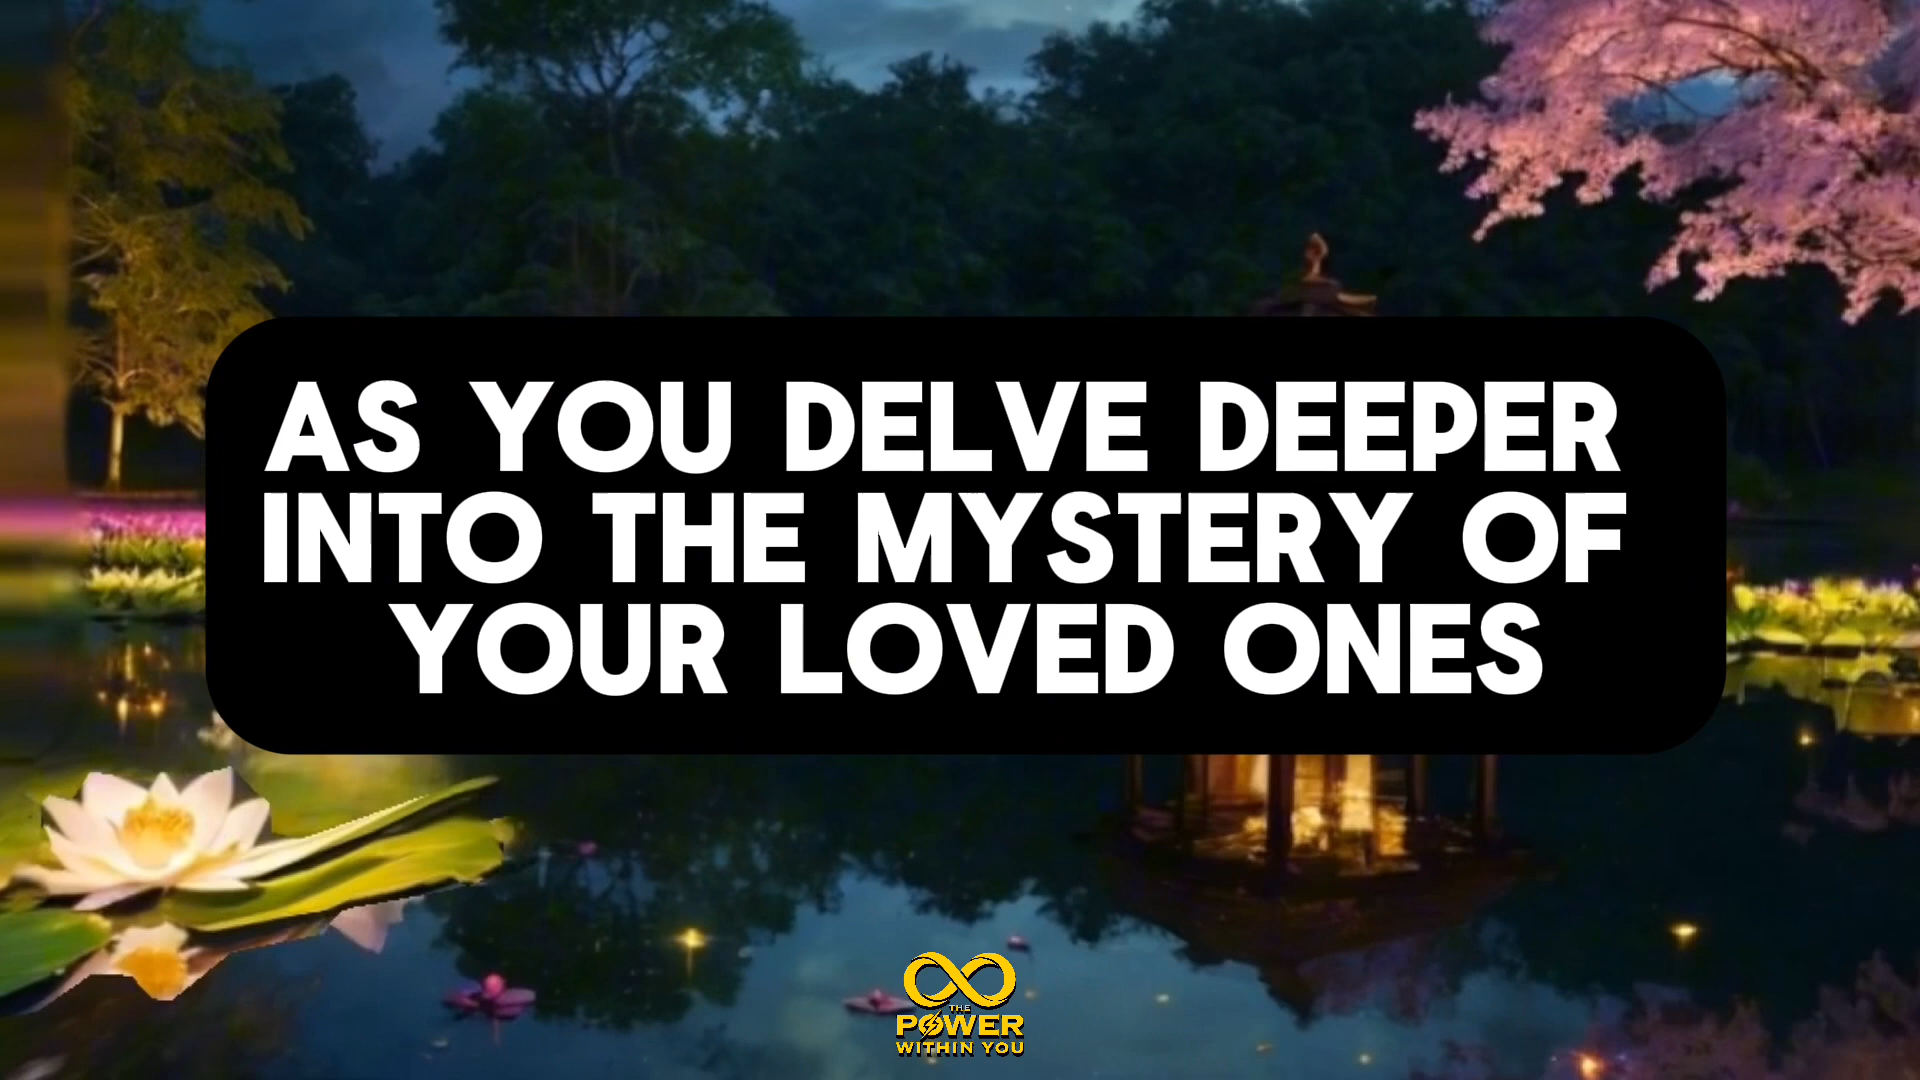 AS YOU DELVE DEEPER
INTO THE MYSTERY OF
YOUR LOVED ONES
THE
POWER
WITHIN YOU